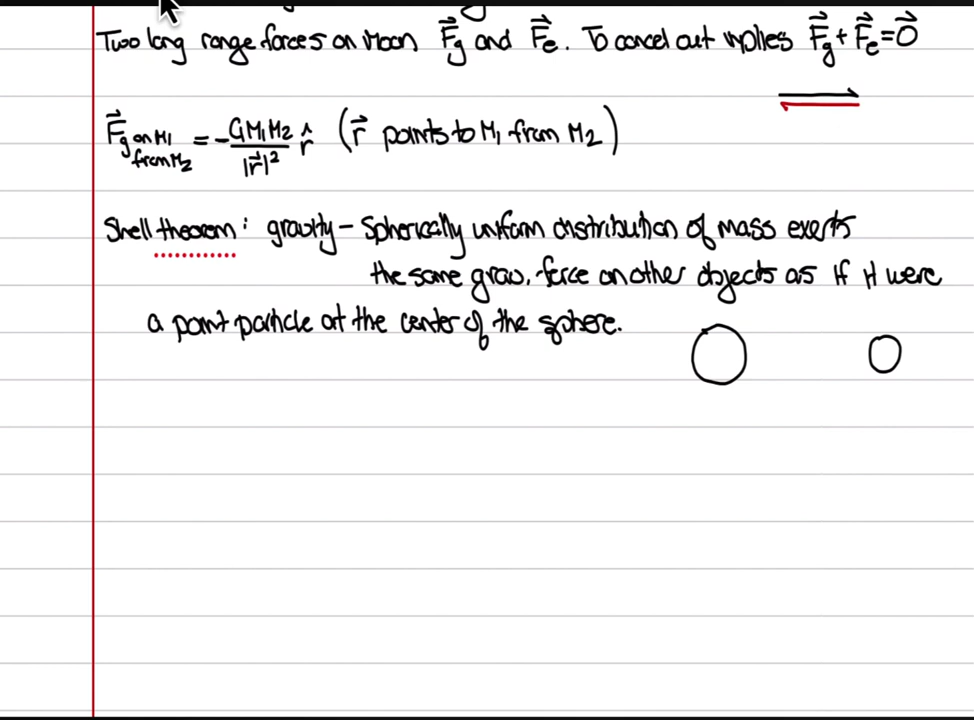 Two long range forces on Moon F⃗g and F⃗e. To cancel out implies F⃗g + F⃗e = 0⃗
F⃗g on M1 from M2 = -GM1M2/|r⃗|² r̂ (r⃗ points to M1 from M2)
Shell theorem: gravity - Spherically uniform distribution of mass exerts
the same grav. force on other objects as if it were
a point particle at the center of the sphere.